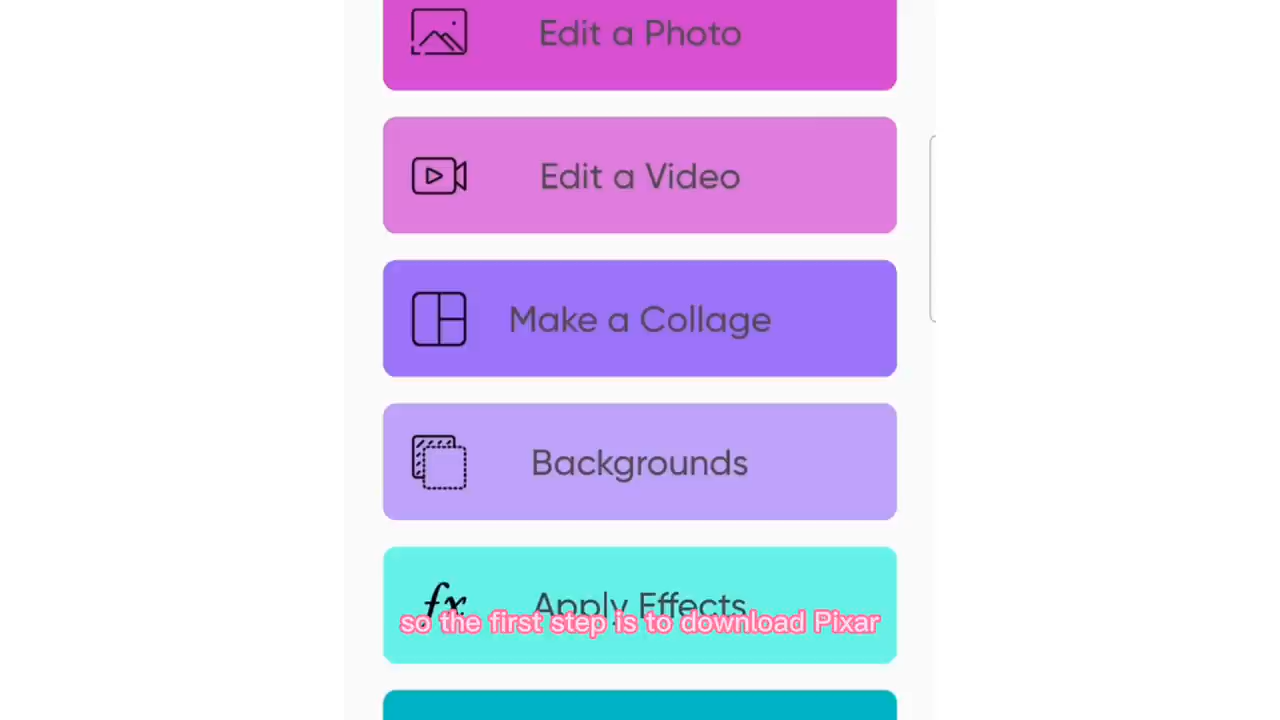 Edit a Photo
Edit a Video
Make a Collage
Backgrounds
fx Apply Effects
so the first step is to download Pixar